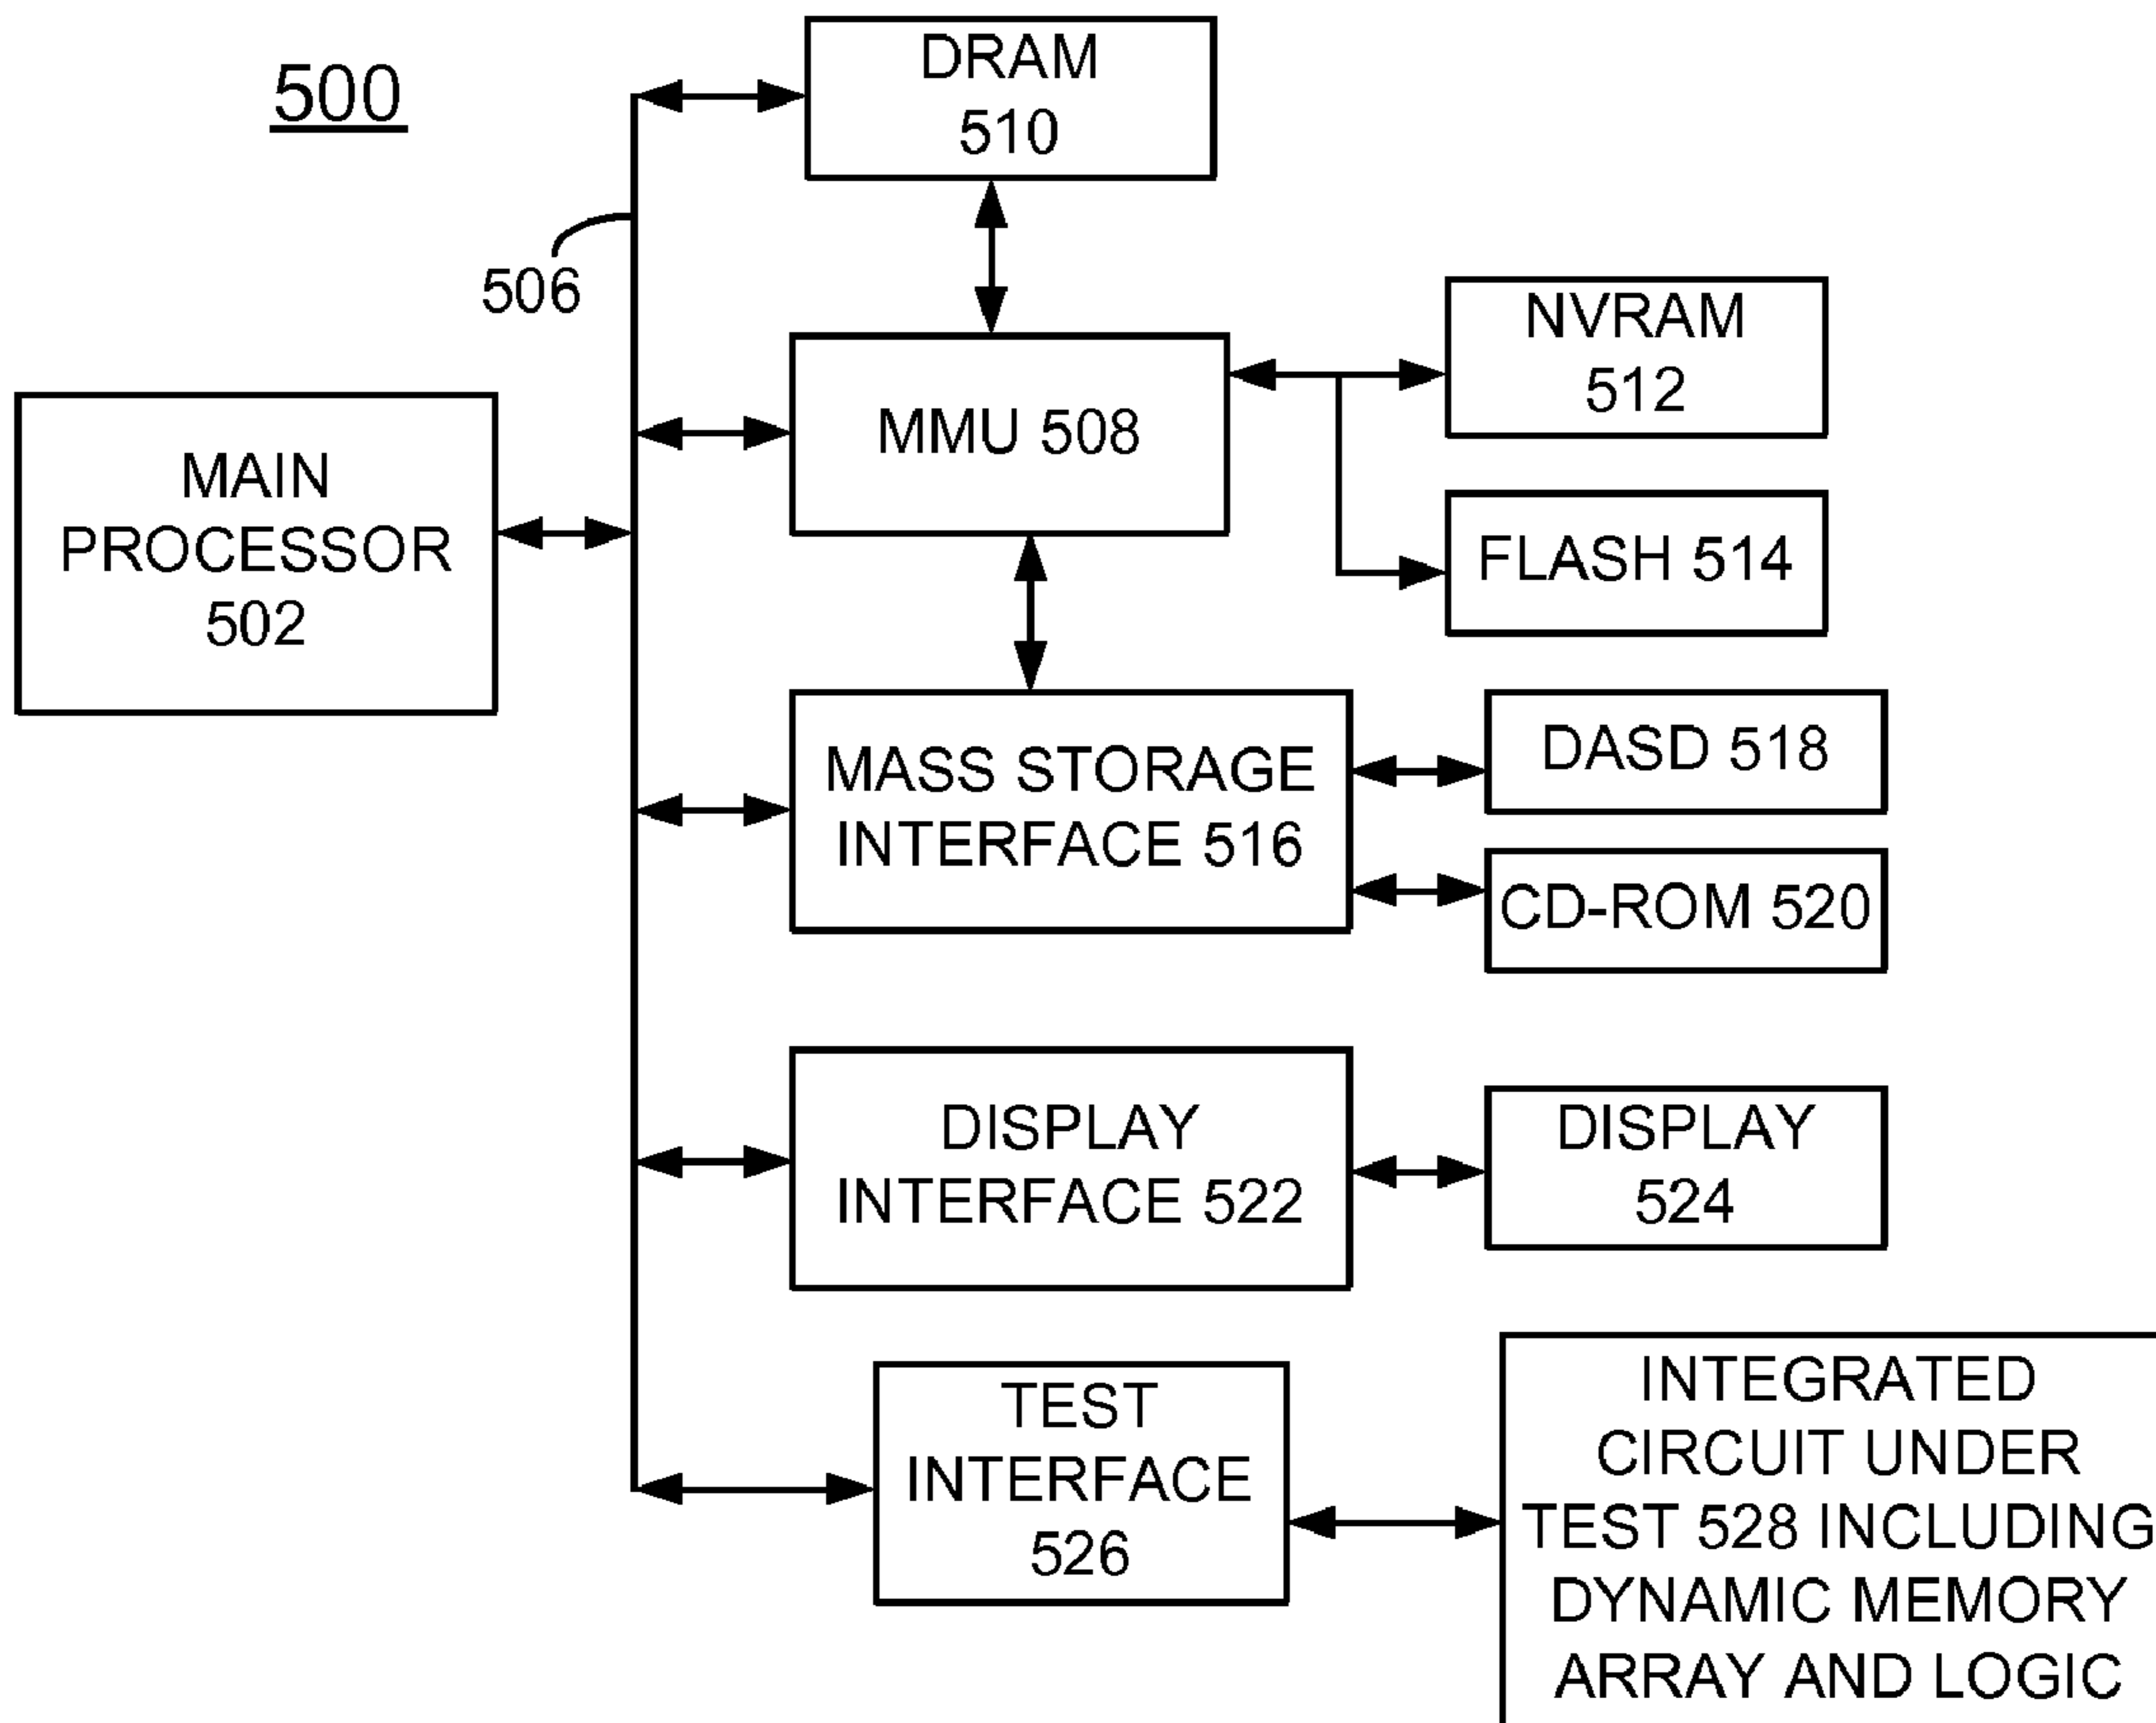 500
DRAM
510
506
NVRAM
512
MMU 508
MAIN
PROCESSOR
502
FLASH 514
MASS STORAGE
INTERFACE 516
DASD 518
CD-ROM 520
DISPLAY
INTERFACE 522
DISPLAY
524
TEST
INTERFACE
526
INTEGRATED
CIRCUIT UNDER
TEST 528 INCLUDING
DYNAMIC MEMORY
ARRAY AND LOGIC